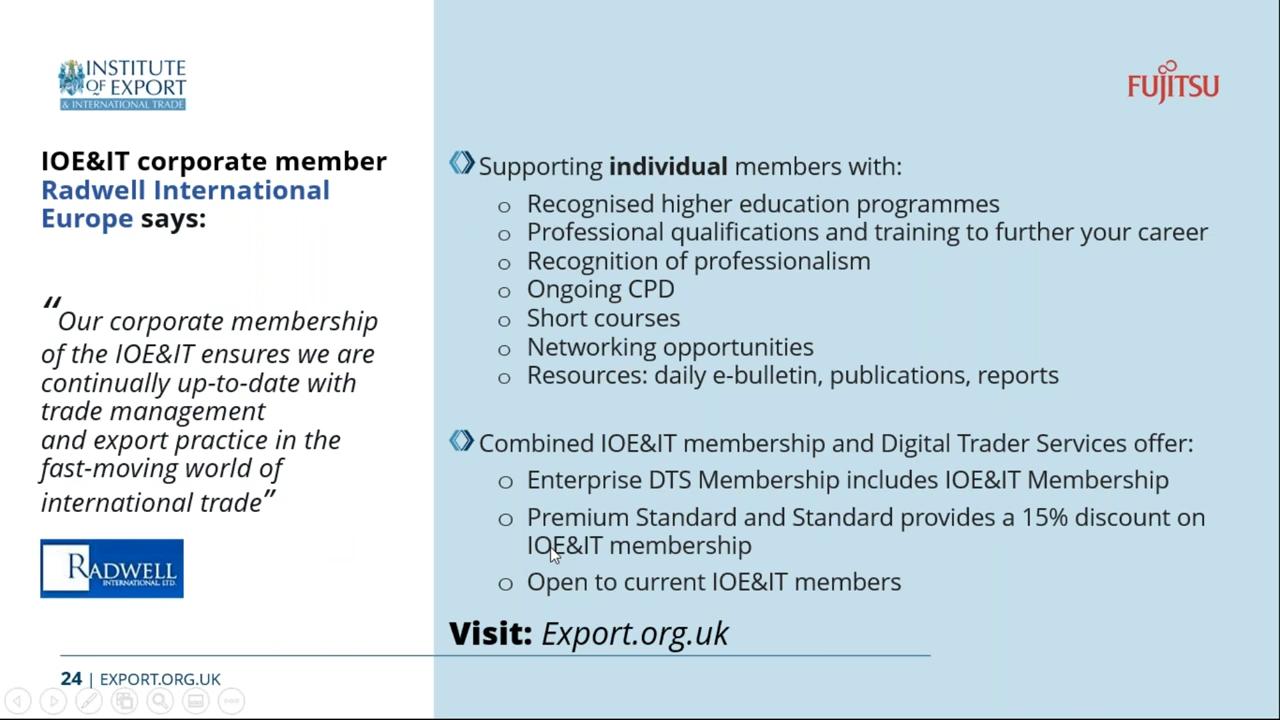 INSTITUTE
OF EXPORT
& INTERNATIONAL TRADE
FUJITSU
IOE&IT corporate member
Radwell International
Europe says:
“Our corporate membership
of the IOE&IT ensures we are
continually up-to-date with
trade management
and export practice in the
fast-moving world of
international trade”
RADWELL
INTERNATIONAL, LTD.
Supporting individual members with:
o Recognised higher education programmes
o Professional qualifications and training to further your career
o Recognition of professionalism
o Ongoing CPD
o Short courses
o Networking opportunities
o Resources: daily e-bulletin, publications, reports
Combined IOE&IT membership and Digital Trader Services offer:
o Enterprise DTS Membership includes IOE&IT Membership
o Premium Standard and Standard provides a 15% discount on
IOE&IT membership
o Open to current IOE&IT members
Visit: Export.org.uk
24 | EXPORT.ORG.UK